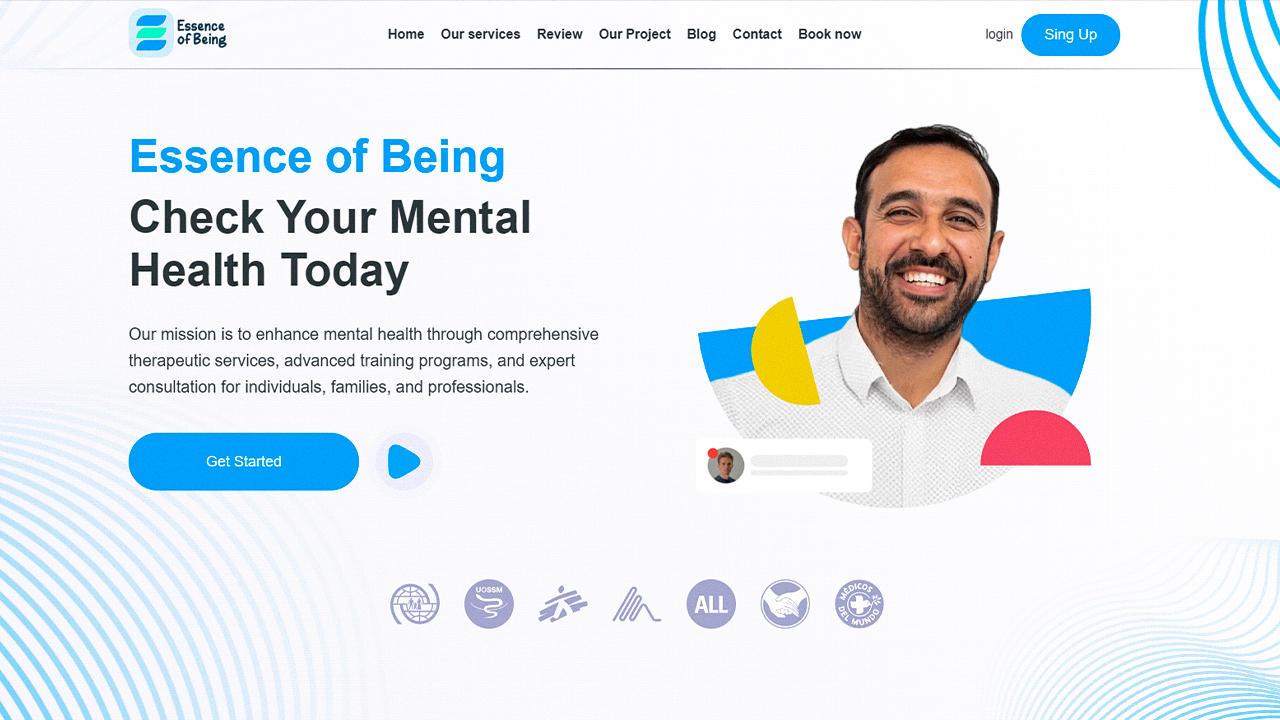 Essence
of Being
Home Our services Review Our Project Blog Contact Book now
login Sing Up
Essence of Being
Check Your Mental
Health Today
Our mission is to enhance mental health through comprehensive
therapeutic services, advanced training programs, and expert
consultation for individuals, families, and professionals.
Get Started
UOSSM
ALL
MÉDICOS
DEL MUNDO